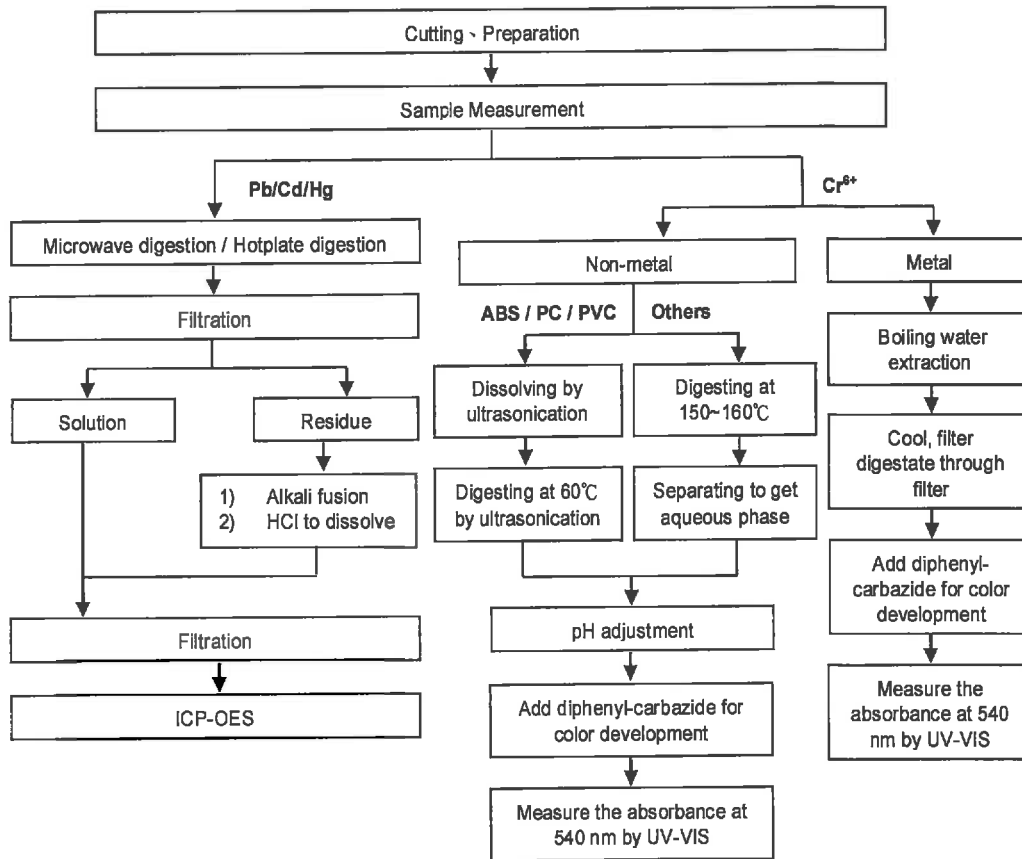 Cutting、Preparation
Sample Measurement
Pb/Cd/Hg
Microwave digestion / Hotplate digestion
Filtration
Solution
Residue
1) Alkali fusion
2) HCl to dissolve
Filtration
ICP-OES
Cr⁶⁺
Non-metal
ABS / PC / PVC
Others
Dissolving by
ultrasonication
Digesting at 60℃
by ultrasonication
Digesting at
150~160℃
Separating to get
aqueous phase
pH adjustment
Add diphenyl-carbazide for
color development
Measure the absorbance at
540 nm by UV-VIS
Metal
Boiling water
extraction
Cool, filter
digestate through
filter
Add diphenyl-
carbazide for color
development
Measure the
absorbance at 540
nm by UV-VIS